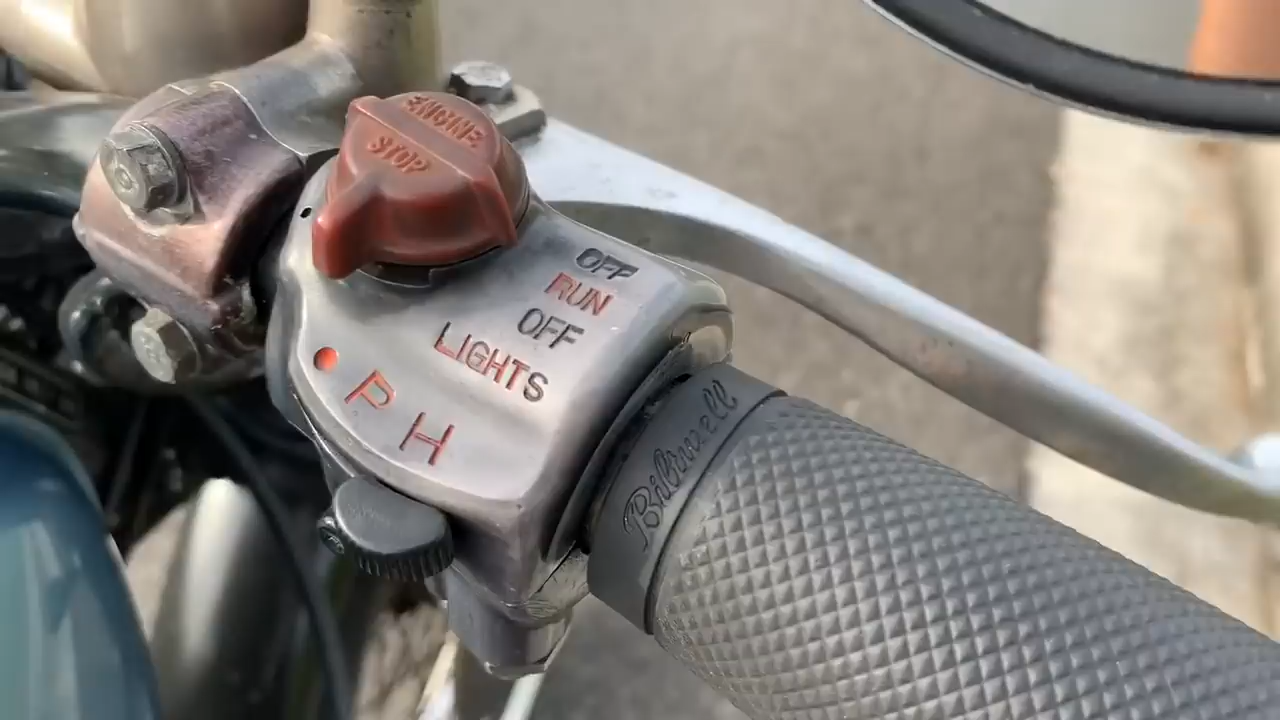 ENGINE
STOP
OFF
RUN
OFF
LIGHTS
P H
Biltwell